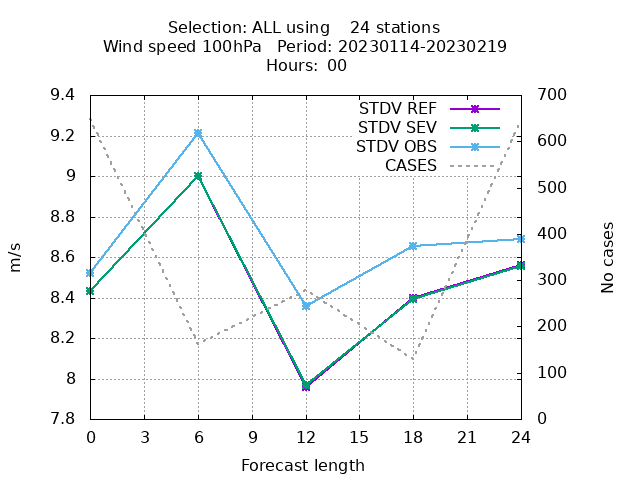 Selection: ALL using    24 stations
Wind speed 100hPa   Period: 20230114-20230219
Hours:  00
STDV REF
STDV SEV
STDV OBS
CASES
9.4
9.2
9
8.8
8.6
8.4
8.2
8
7.8
m/s
700
600
500
400
300
200
100
0
No cases
0 3 6 9 12 15 18 21 24
Forecast length